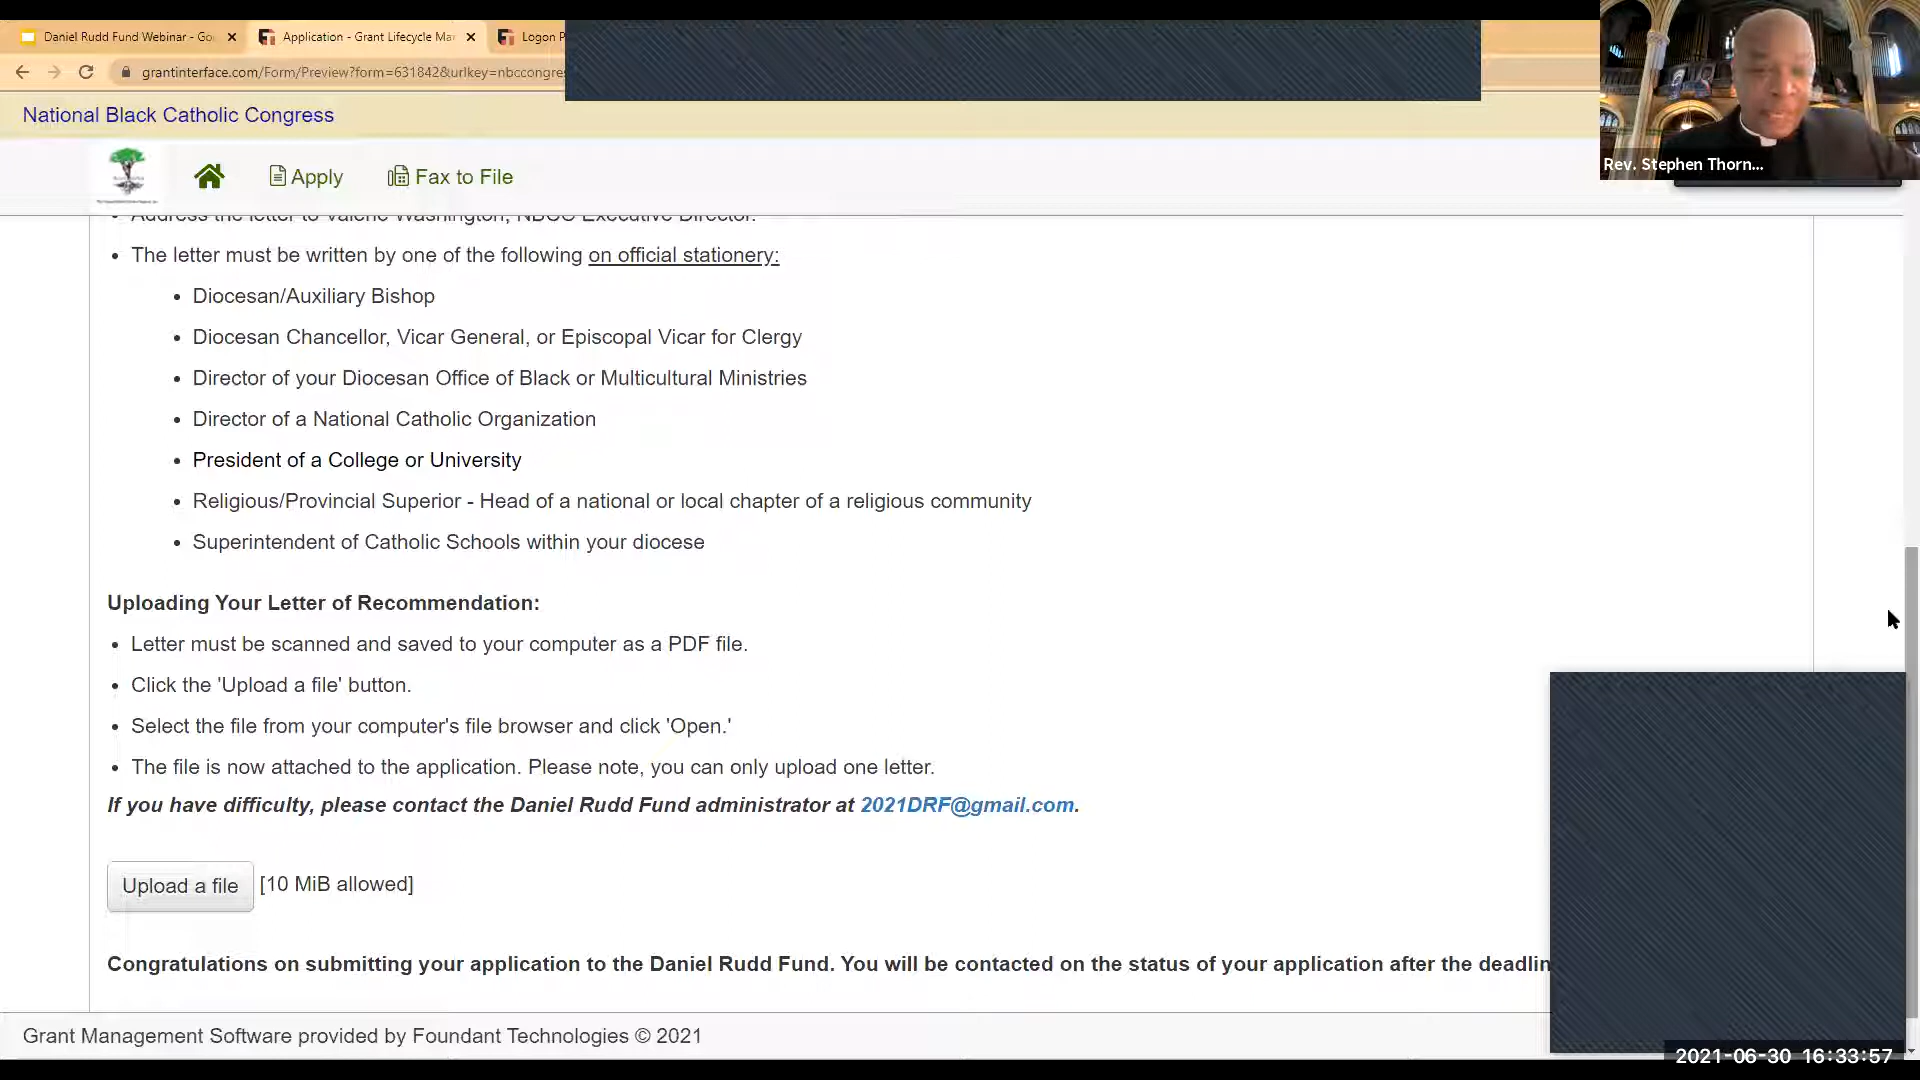 Daniel Rudd Fund Webinar - Go
Application - Grant Lifecycle Ma
Logon P
grantinterface.com/Form/Preview?form=631842&urlkey=nbccongres
National Black Catholic Congress
Rev. Stephen Thorn...
Apply
Fax to File
Address the letter to Valerie Washington, NBCC Executive Director.
The letter must be written by one of the following on official stationery:
Diocesan/Auxiliary Bishop
Diocesan Chancellor, Vicar General, or Episcopal Vicar for Clergy
Director of your Diocesan Office of Black or Multicultural Ministries
Director of a National Catholic Organization
President of a College or University
Religious/Provincial Superior - Head of a national or local chapter of a religious community
Superintendent of Catholic Schools within your diocese
Uploading Your Letter of Recommendation:
Letter must be scanned and saved to your computer as a PDF file.
Click the 'Upload a file' button.
Select the file from your computer's file browser and click 'Open.'
The file is now attached to the application. Please note, you can only upload one letter.
If you have difficulty, please contact the Daniel Rudd Fund administrator at 2021DRF@gmail.com.
Upload a file [10 MiB allowed]
Congratulations on submitting your application to the Daniel Rudd Fund. You will be contacted on the status of your application after the deadlin
Grant Management Software provided by Foundant Technologies © 2021
2021-06-30 16:33:57